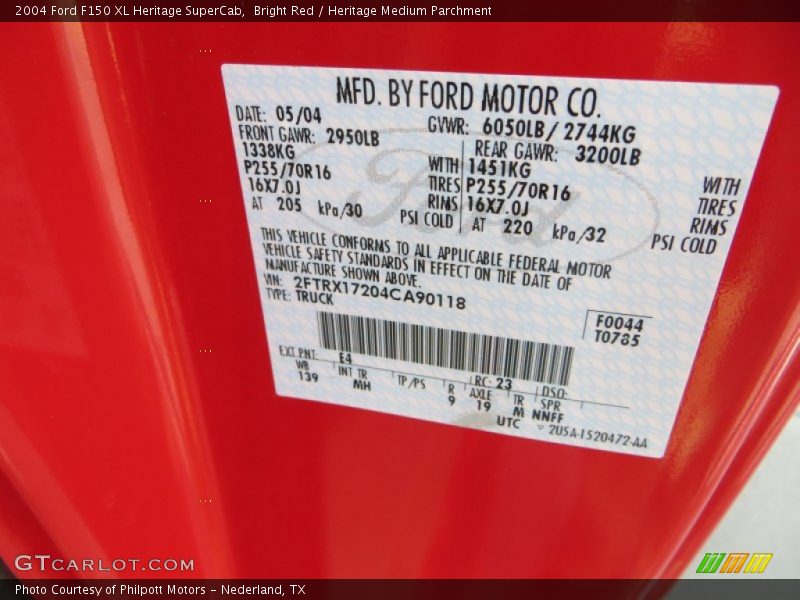 2004 Ford F150 XL Heritage SuperCab,  Bright Red / Heritage Medium Parchment
MFD. BY FORD MOTOR CO.
DATE: 05/04 GVWR: 6050LB/ 2744KG
FRONT GAWR: 2950LB REAR GAWR: 3200LB
1338KG WITH 1451KG WITH
P255/70R16 TIRES P255/70R16 TIRES
16X7.0J RIMS 16X7.0J RIMS
AT 205 kPa/30 PSI COLD AT 220 kPa/32 PSI COLD
THIS VEHICLE CONFORMS TO ALL APPLICABLE FEDERAL MOTOR
VEHICLE SAFETY STANDARDS IN EFFECT ON THE DATE OF
MANUFACTURE SHOWN ABOVE.
VIN: 2FTRX17204CA90118
TYPE: TRUCK
F0044
T0785
EXT PNT: E4 RC: 23 DSO:
WB INT TR TP/PS R AXLE TR SPR
139 MH 9 19 M NNFF
UTC
2U5A-1520472-AA
Ford
GTCARLOT.COM
Photo Courtesy of Philpott Motors - Nederland, TX